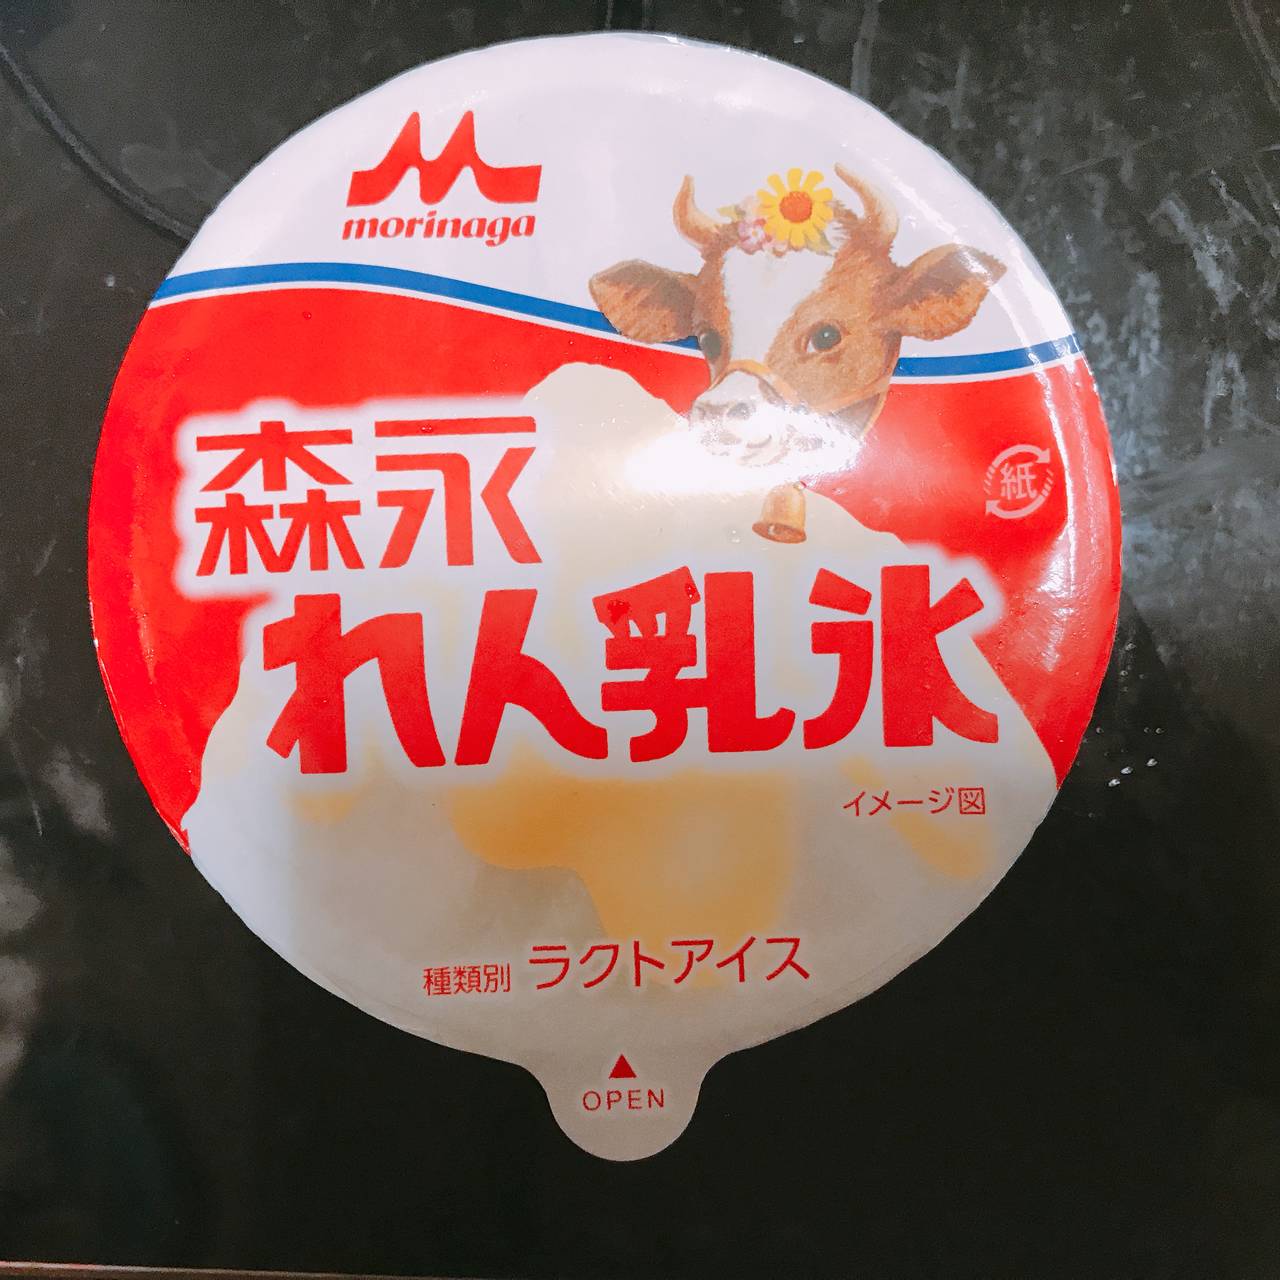 morinaga
紙
森永
れん乳氷
イメージ図
種類別 ラクトアイス
OPEN